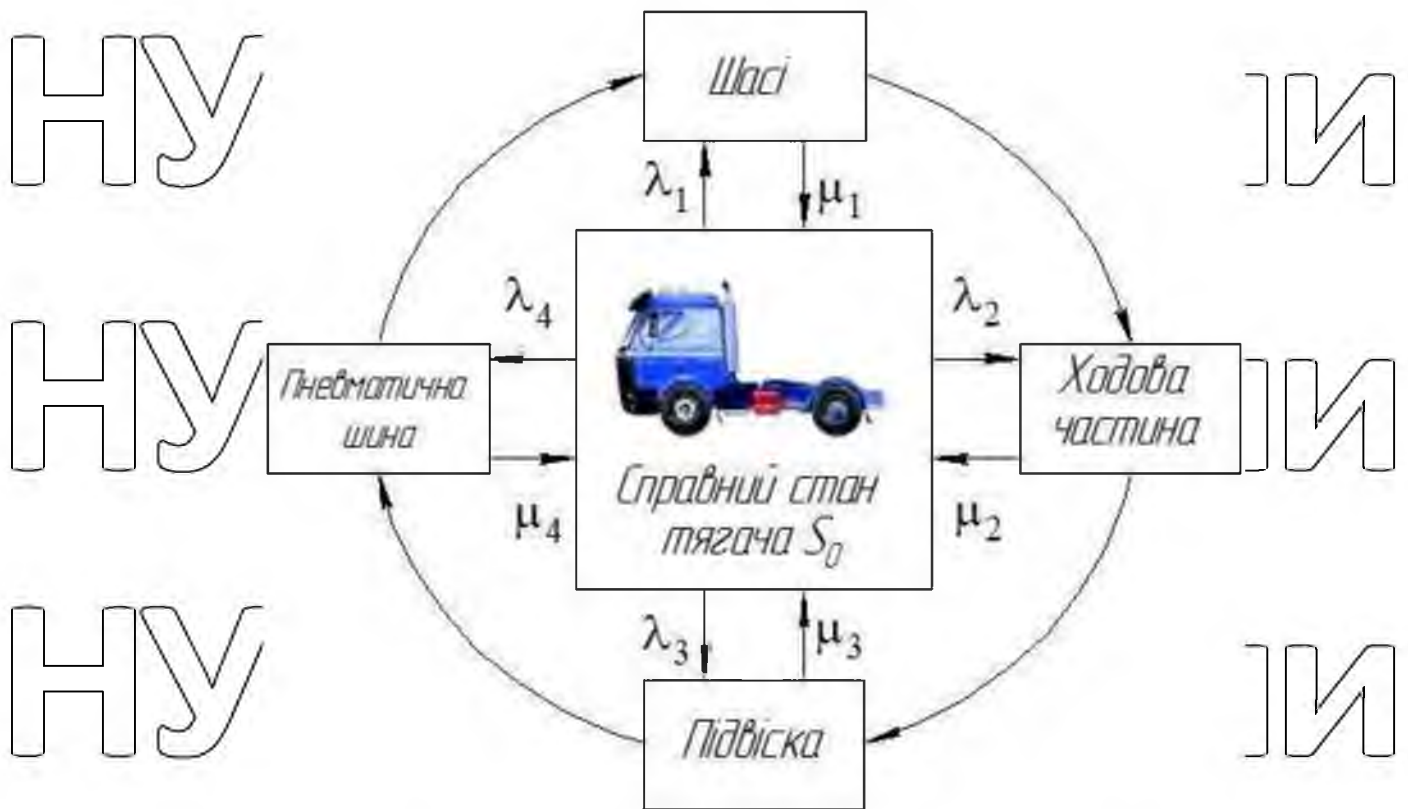 НУ
Шасі
И
λ₁
μ₁
λ₄
λ₂
НУ
Пневматична
шина
Ходова
частина
И
Справний стан
тягача S₀
μ₄
μ₂
λ₃
μ₃
НУ
Підвіска
И